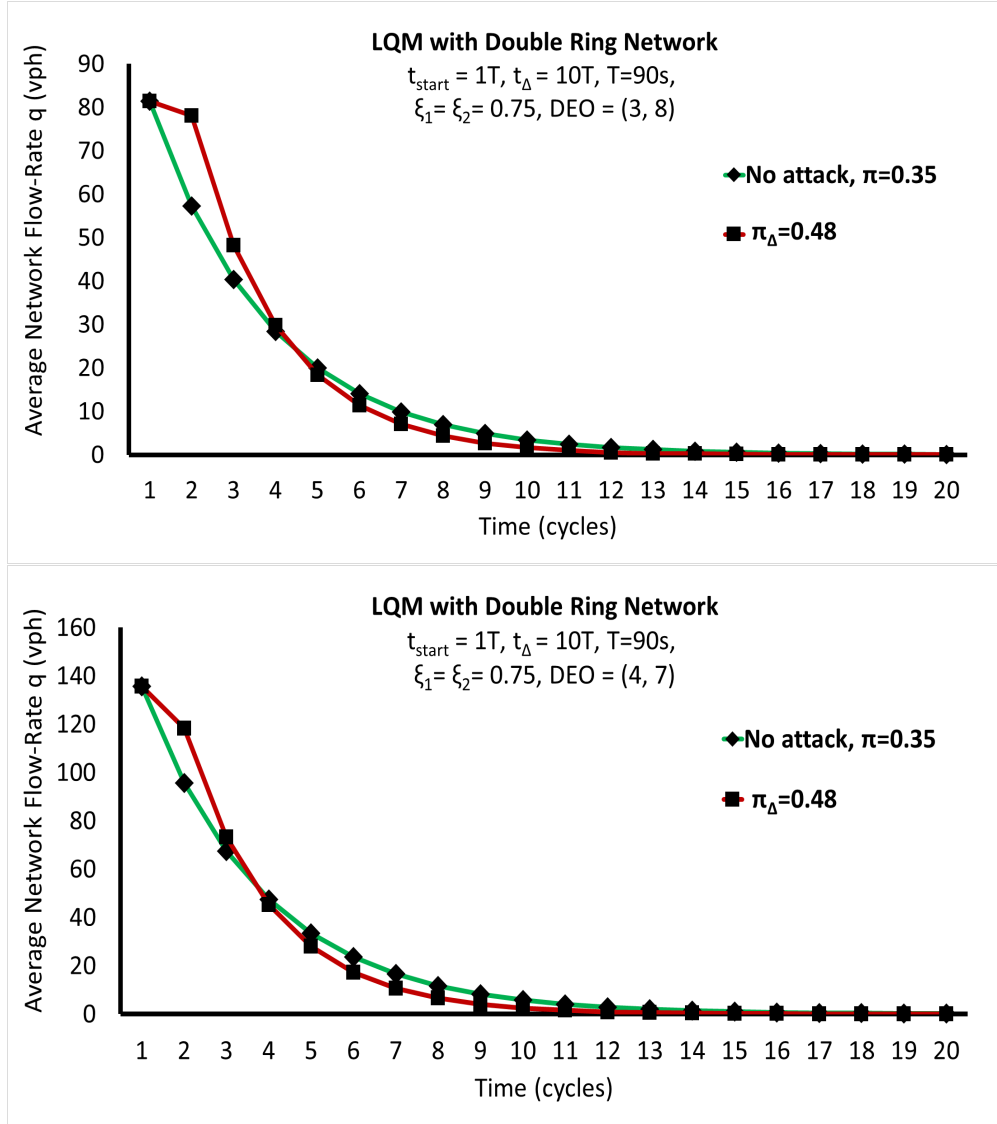 LQM with Double Ring Network
t_start = 1T, t_Δ = 10T, T=90s,
ξ₁= ξ₂= 0.75, DEO = (3, 8)
Average Network Flow-Rate q (vph)
90
80
70
60
50
40
30
20
10
0
No attack, π=0.35
π_Δ=0.48
1 2 3 4 5 6 7 8 9 10 11 12 13 14 15 16 17 18 19 20
Time (cycles)
LQM with Double Ring Network
t_start = 1T, t_Δ = 10T, T=90s,
ξ₁= ξ₂= 0.75, DEO = (4, 7)
Average Network Flow-Rate q (vph)
160
140
120
100
80
60
40
20
0
No attack, π=0.35
π_Δ=0.48
1 2 3 4 5 6 7 8 9 10 11 12 13 14 15 16 17 18 19 20
Time (cycles)